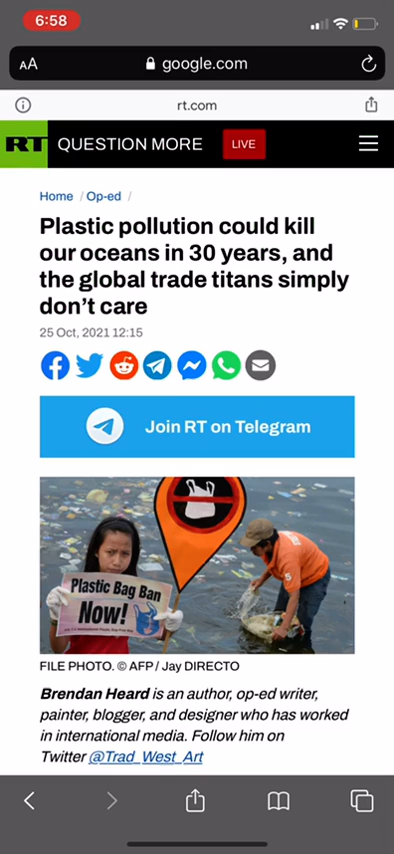 6:58
AA google.com
rt.com
RT QUESTION MORE LIVE
Home / Op-ed /
Plastic pollution could kill
our oceans in 30 years, and
the global trade titans simply
don't care
25 Oct, 2021 12:15
Join RT on Telegram
Plastic Bag Ban
Now!
FILE PHOTO. © AFP / Jay DIRECTO
Brendan Heard is an author, op-ed writer,
painter, blogger, and designer who has worked
in international media. Follow him on
Twitter @Trad_West_Art